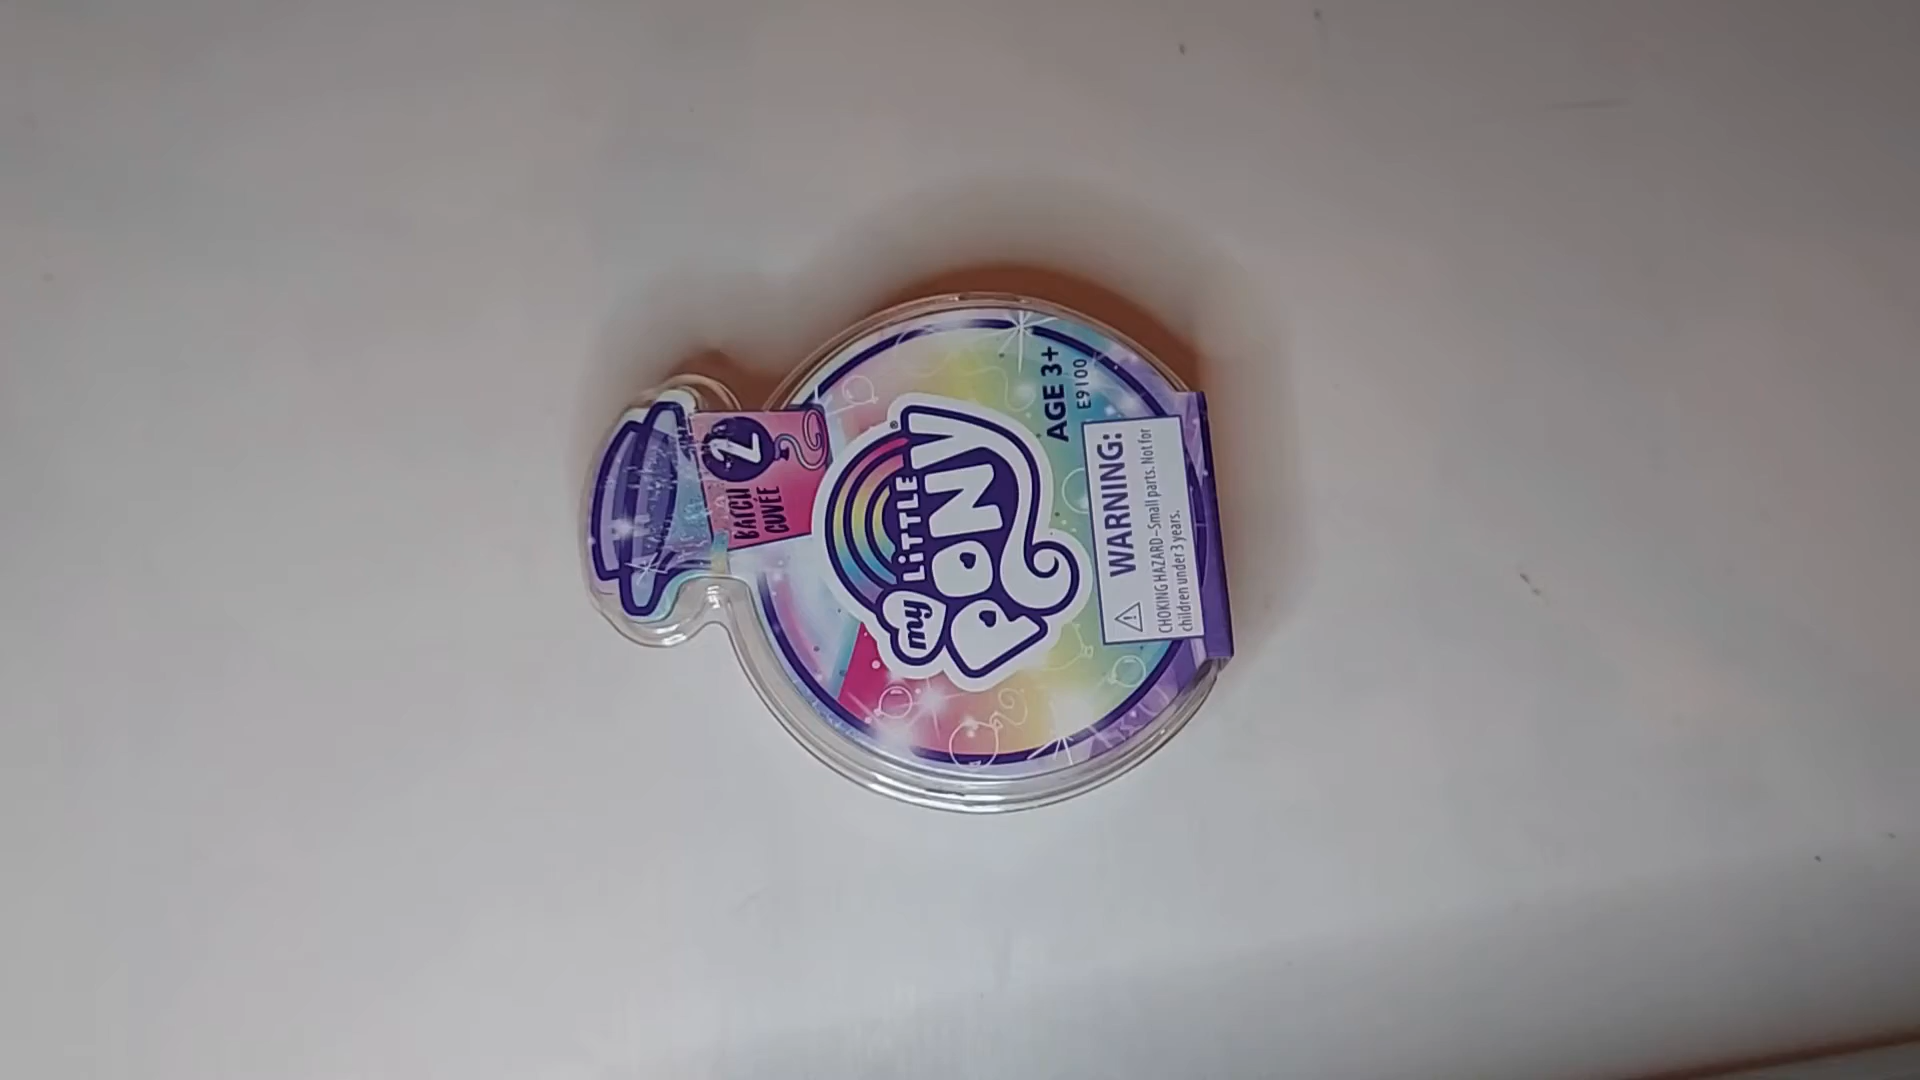 BATCH 2
CUVÉE
my LiTTLE
PONY®
AGE 3+
E9100
⚠ WARNING:
CHOKING HAZARD–Small parts. Not for
children under 3 years.